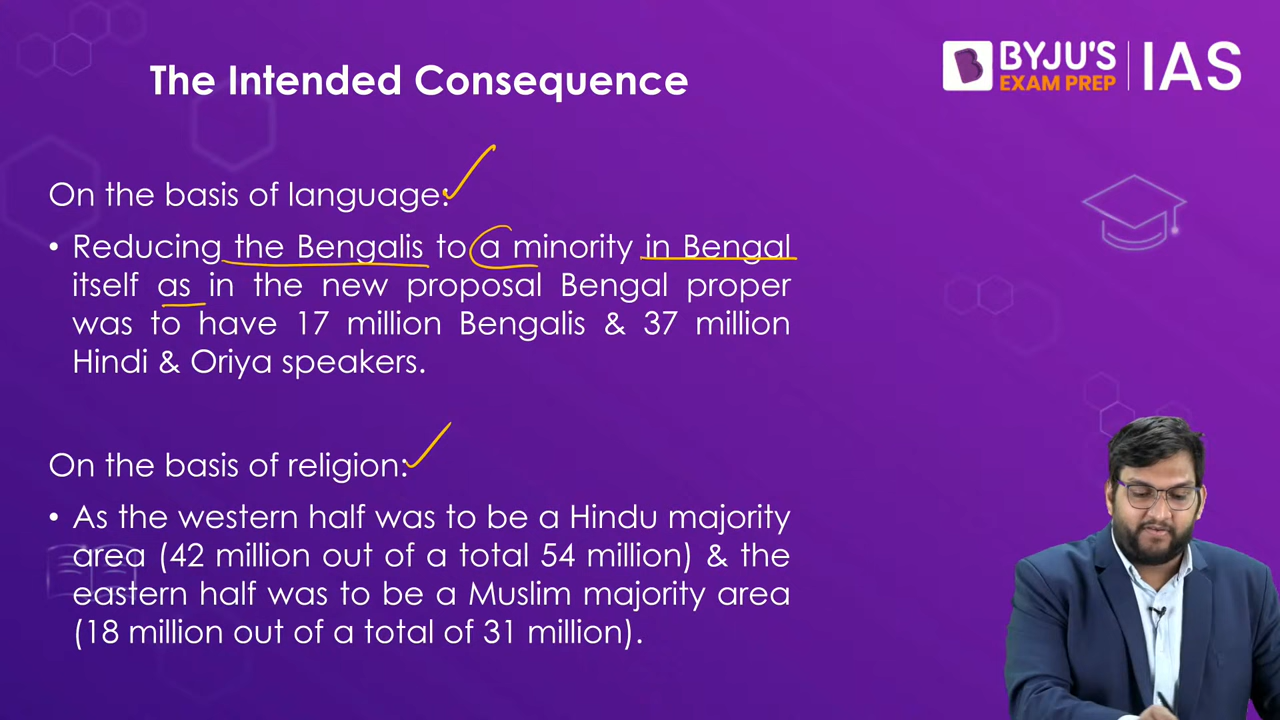 The Intended Consequence
BYJU'S
EXAM PREP
IAS
On the basis of language:
• Reducing the Bengalis to a minority in Bengal
itself as in the new proposal Bengal proper
was to have 17 million Bengalis & 37 million
Hindi & Oriya speakers.
On the basis of religion:
• As the western half was to be a Hindu majority
area (42 million out of a total 54 million) & the
eastern half was to be a Muslim majority area
(18 million out of a total of 31 million).